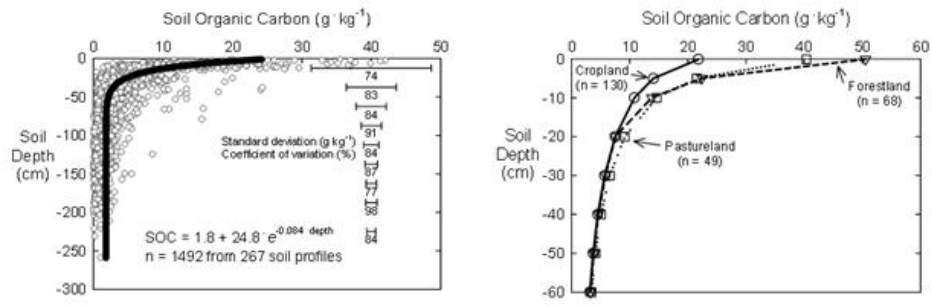 Soil Organic Carbon (g · kg⁻¹)
0 10 20 30 40 50
0
-50
-100
-150
-200
-250
-300
Soil
Depth
(cm)
74
83
84
91
84
87
77
98
84
Standard deviation (g kg⁻¹)
Coefficient of variation (%)
SOC = 1.8 + 24.8 · e⁻⁰·⁰⁸⁴ ᵈᵉᵖᵗʰ
n = 1492 from 267 soil profiles
Soil Organic Carbon (g · kg⁻¹)
0 10 20 30 40 50 60
0
-10
-20
-30
-40
-50
-60
Soil
Depth
(cm)
Cropland
(n = 130)
Forestland
(n = 68)
Pastureland
(n = 49)